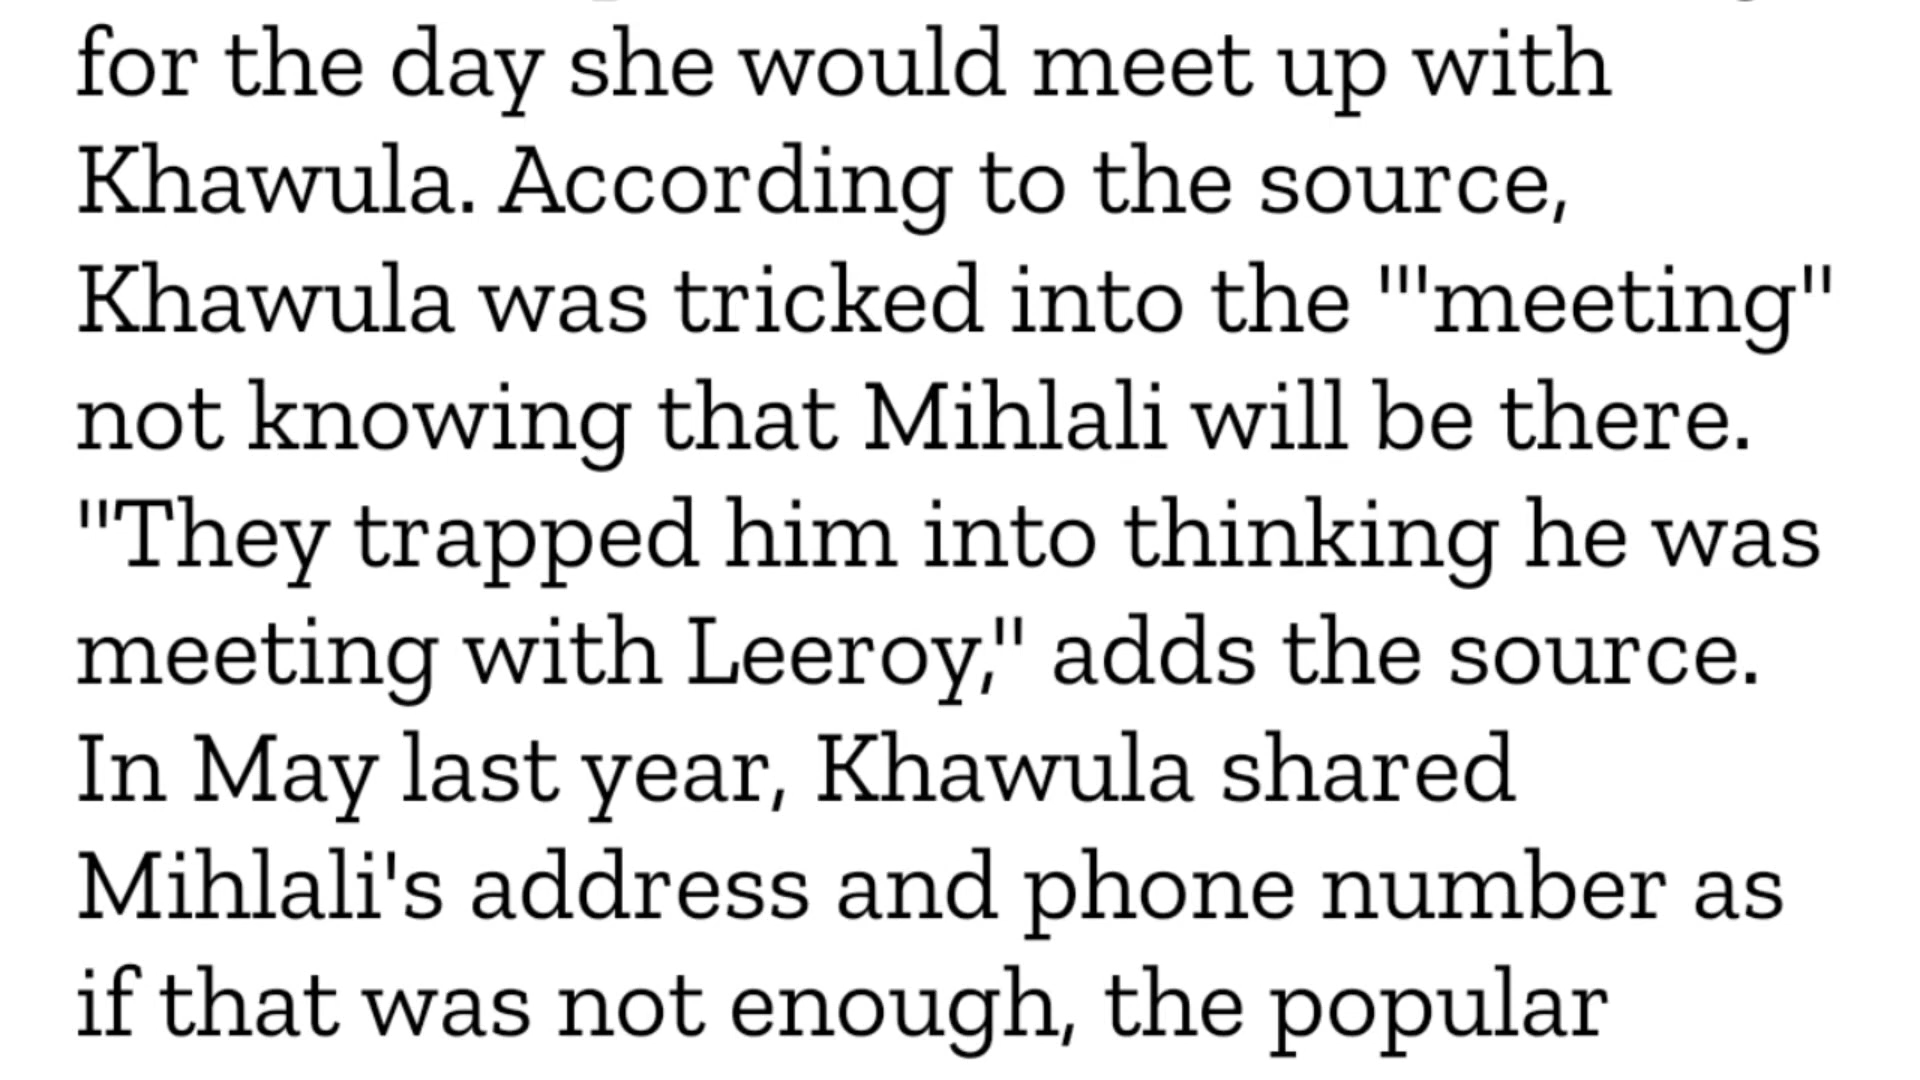 for the day she would meet up with
Khawula. According to the source,
Khawula was tricked into the "'meeting"
not knowing that Mihlali will be there.
"They trapped him into thinking he was
meeting with Leeroy," adds the source.
In May last year, Khawula shared
Mihlali's address and phone number as
if that was not enough, the popular